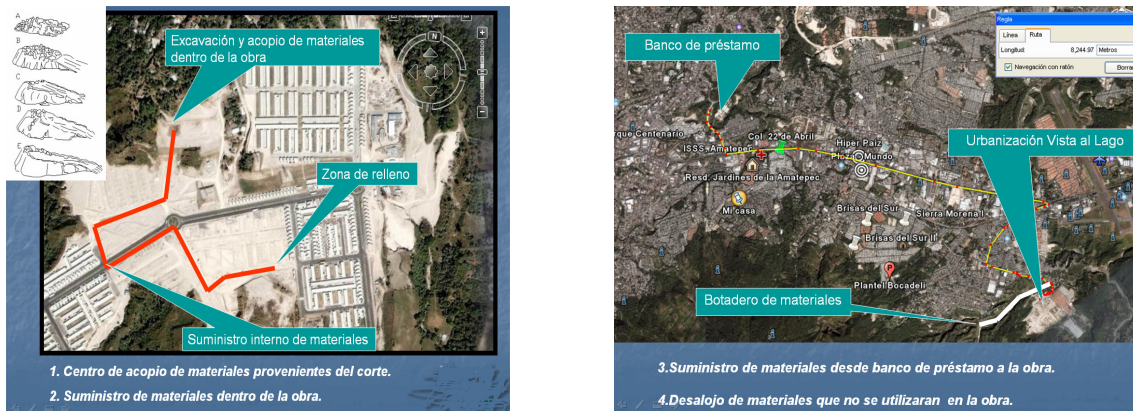 A
B
C
D
E
Excavación y acopio de materiales
dentro de la obra
N
Zona de relleno
Suministro interno de materiales
1. Centro de acopio de materiales provenientes del corte.
2. Suministro de materiales dentro de la obra.
Regla
Línea
Ruta
Longitud:
8,244.97
Metros
Navegación con ratón
Borrar
Banco de préstamo
Urbanización Vista al Lago
rque Centenario
Col. 22 de Abril
ISSS. Amatepec
Hiper Paiz
Plaza Mundo
Resd. Jardines de la Amatepec
Mi casa
Brisas del Sur
Sierra Morena I
Brisas del Sur II
P
Plantel Bocadeli
Botadero de materiales
3.Suministro de materiales desde banco de préstamo a la obra.
4.Desalojo de materiales que no se utilizaran en la obra.